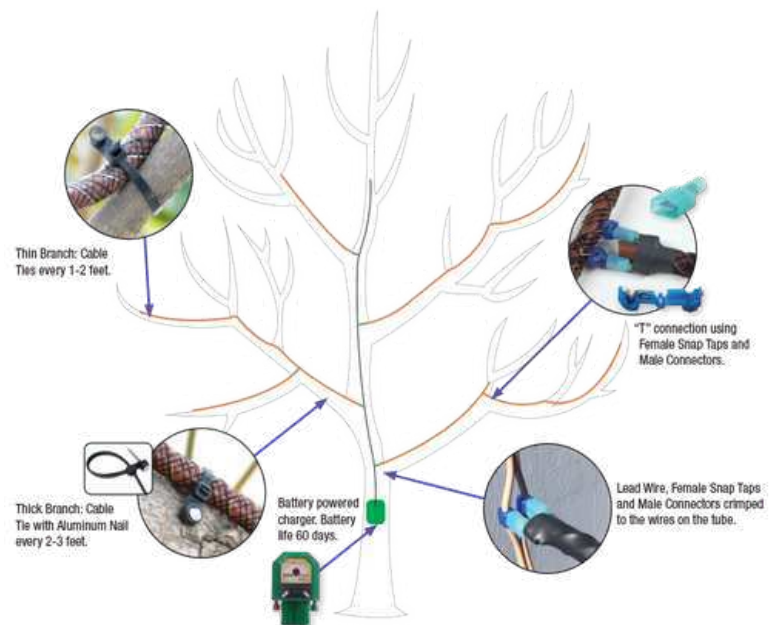 Thin Branch: Cable
Ties every 1-2 feet.
"T" connection using
Female Snap Taps and
Male Connectors.
Thick Branch: Cable
Tie with Aluminum Nail
every 2-3 feet.
Battery powered
charger. Battery
life 60 days.
Lead Wire, Female Snap Taps
and Male Connectors crimped
to the wires on the tube.